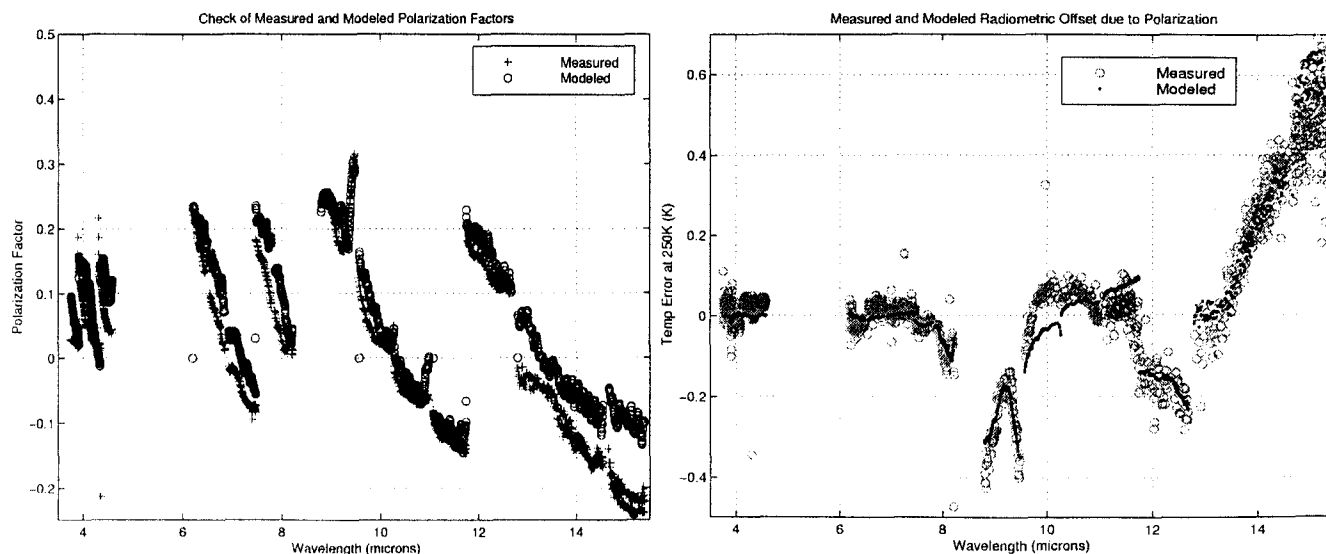 Check of Measured and Modeled Polarization Factors
0.5
0.4
0.3
0.2
0.1
0
−0.1
−0.2
Polarization Factor
+ Measured
o Modeled
4 6 8 10 12 14
Wavelength (microns)
Measured and Modeled Radiometric Offset due to Polarization
0.6
0.4
0.2
0
−0.2
−0.4
Temp Error at 250K (K)
Measured
Modeled
4 6 8 10 12 14
Wavelength (microns)